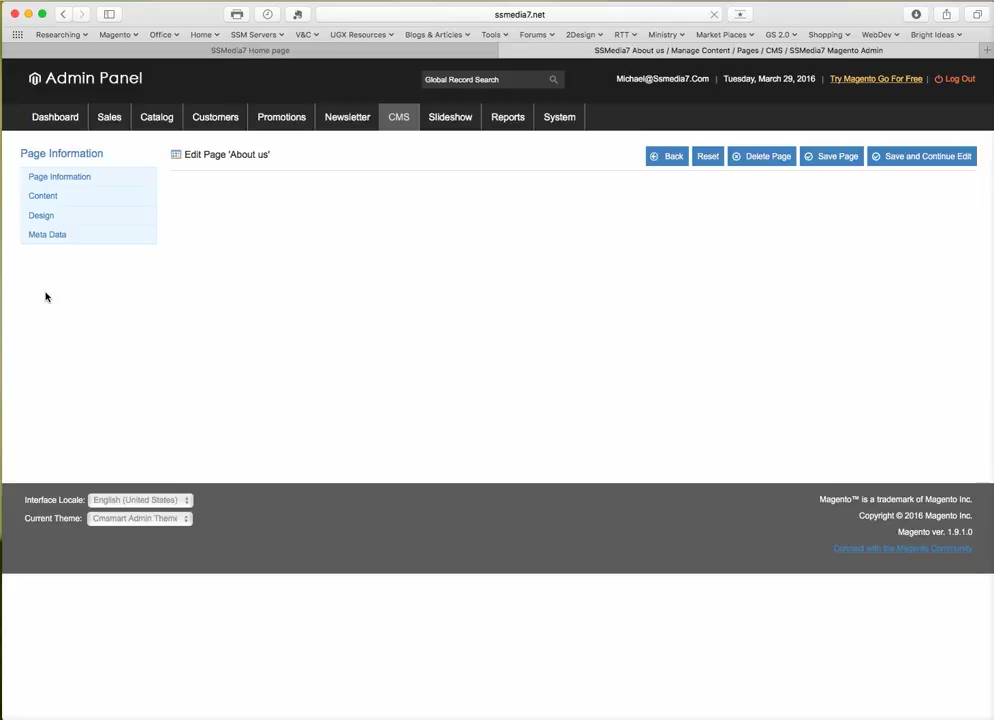 ssmedia7.net
Researching Magento Office Home SSM Servers V&C UGX Resources Blogs & Articles Tools Forums 2Design RTT Ministry Market Places GS 2.0 Shopping WebDev Bright Ideas
SSMedia7 Home page
SSMedia7 About us / Manage Content / Pages / CMS / SSMedia7 Magento Admin
Admin Panel
Global Record Search
Michael@Ssmedia7.Com | Tuesday, March 29, 2016 | Try Magento Go For Free | Log Out
Dashboard Sales Catalog Customers Promotions Newsletter CMS Slideshow Reports System
Page Information
Page Information
Content
Design
Meta Data
Edit Page 'About us'
Back Reset Delete Page Save Page Save and Continue Edit
Interface Locale: English (United States)
Current Theme: Cmsmart Admin Theme
Magento™ is a trademark of Magento Inc.
Copyright © 2016 Magento Inc.
Magento ver. 1.9.1.0
Connect with the Magento Community